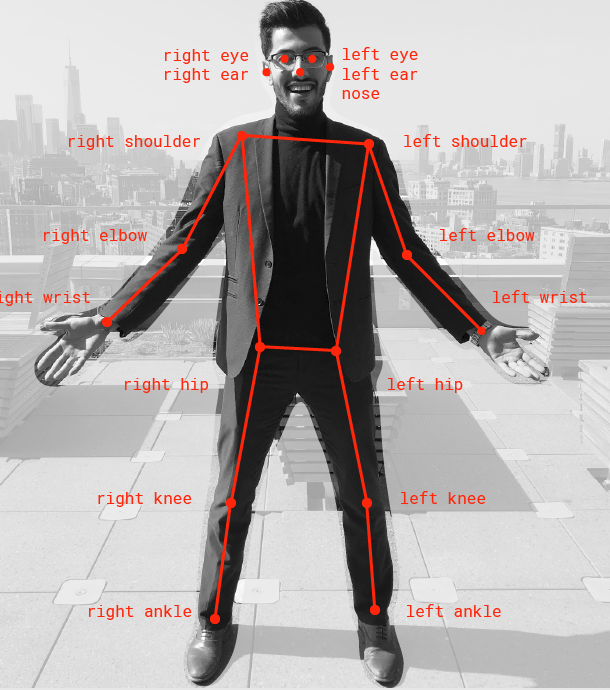 right eye
left eye
right ear
left ear
nose
right shoulder
left shoulder
right elbow
left elbow
ight wrist
left wrist
right hip
left hip
right knee
left knee
right ankle
left ankle